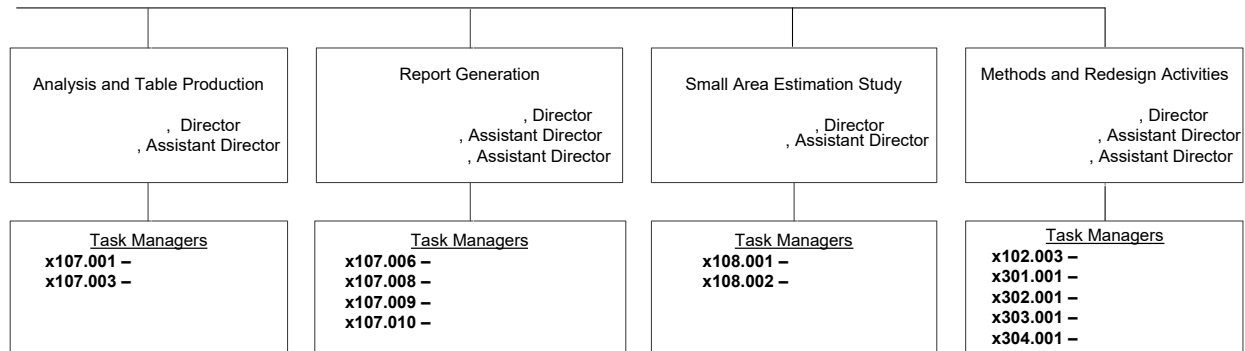 Analysis and Table Production
, Director
, Assistant Director
Report Generation
, Director
, Assistant Director
, Assistant Director
Small Area Estimation Study
, Director
, Assistant Director
Methods and Redesign Activities
, Director
, Assistant Director
, Assistant Director
Task Managers
x107.001 –
x107.003 –
Task Managers
x107.006 –
x107.008 –
x107.009 –
x107.010 –
Task Managers
x108.001 –
x108.002 –
Task Managers
x102.003 –
x301.001 –
x302.001 –
x303.001 –
x304.001 –